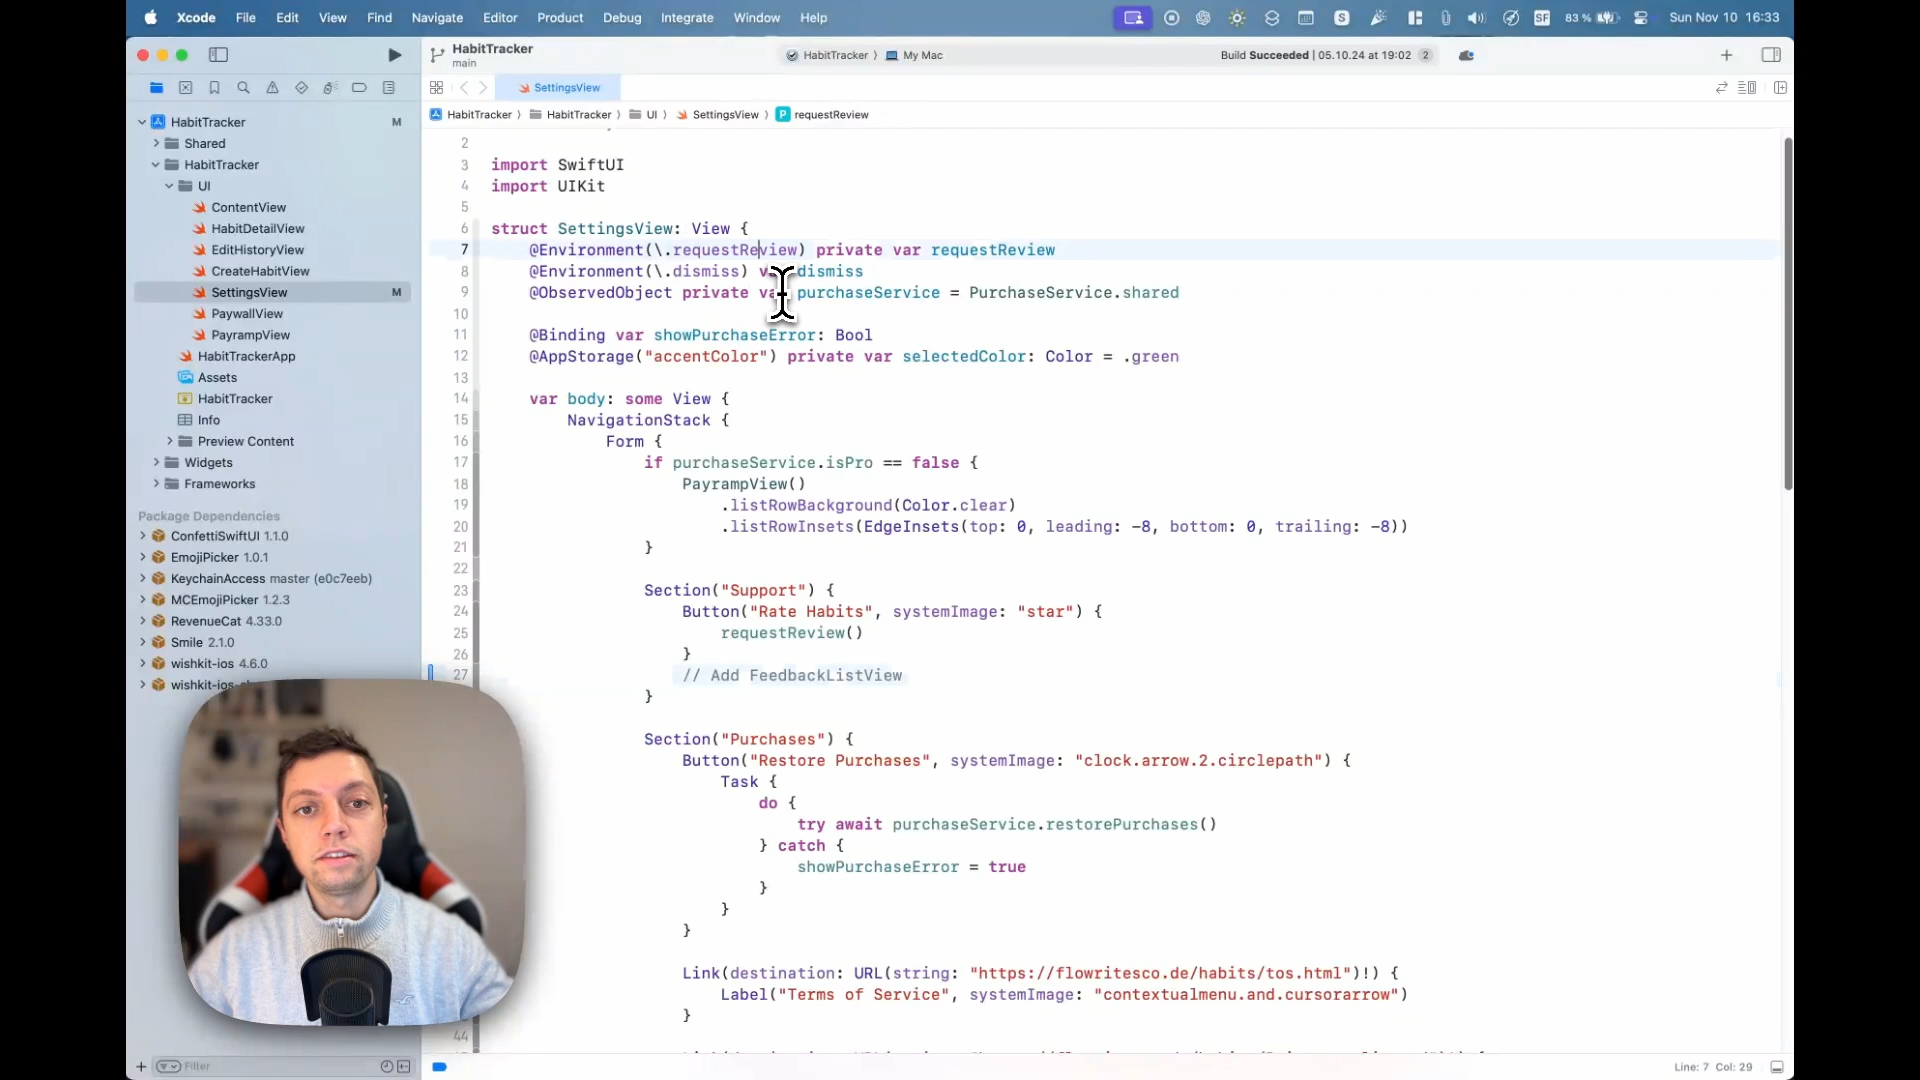 Xcode File Edit View Find Navigate Editor Product Debug Integrate Window Help
S SF 83 % Sun Nov 10 16:33
HabitTracker
main
HabitTracker 〉 My Mac
Build Succeeded | 05.10.24 at 19:02 2
SettingsView
HabitTracker 〉 HabitTracker 〉 UI 〉 SettingsView 〉 P requestReview
HabitTracker M
Shared
HabitTracker
UI
ContentView
HabitDetailView
EditHistoryView
CreateHabitView
SettingsView M
PaywallView
PayrampView
HabitTrackerApp
Assets
HabitTracker
Info
Preview Content
Widgets
Frameworks
Package Dependencies
ConfettiSwiftUI 1.1.0
EmojiPicker 1.0.1
KeychainAccess master (e0c7eeb)
MCEmojiPicker 1.2.3
RevenueCat 4.33.0
Smile 2.1.0
wishkit-ios 4.6.0
Filter
2
3 import SwiftUI
4 import UIKit
5
6 struct SettingsView: View {
7 @Environment(\.requestReview) private var requestReview
8 @Environment(\.dismiss) dismiss
9 @ObservedObject private purchaseService = PurchaseService.shared
10
11 @Binding var showPurchaseError: Bool
12 @AppStorage("accentColor") private var selectedColor: Color = .green
13
14 var body: some View {
15 NavigationStack {
16 Form {
17 if purchaseService.isPro == false {
18 PayrampView()
19 .listRowBackground(Color.clear)
20 .listRowInsets(EdgeInsets(top: 0, leading: -8, bottom: 0, trailing: -8))
21 }
22
23 Section("Support") {
24 Button("Rate Habits", systemImage: "star") {
25 requestReview()
26 }
27 // Add FeedbackListView
}
Section("Purchases") {
Button("Restore Purchases", systemImage: "clock.arrow.2.circlepath") {
Task {
do {
try await purchaseService.restorePurchases()
} catch {
showPurchaseError = true
}
}
}
Link(destination: URL(string: "https://flowritesco.de/habits/tos.html")!) {
Label("Terms of Service", systemImage: "contextualmenu.and.cursorarrow")
}
44
Line: 7 Col: 29